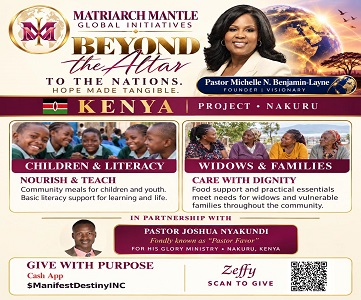 MATRIARCH MANTLE
GLOBAL INITIATIVES
BEYOND
the Altar
TO THE NATIONS.
HOPE MADE TANGIBLE.
Pastor Michelle N. Benjamin-Layne
FOUNDER | VISIONARY
KENYA | PROJECT • NAKURU
CHILDREN & LITERACY
NOURISH & TEACH
Community meals for children and youth.
Basic literacy support for learning and life.
WIDOWS & FAMILIES
CARE WITH DIGNITY
Food support and practical essentials
meet needs for widows and vulnerable
families throughout the community.
IN PARTNERSHIP WITH
PASTOR JOSHUA NYAKUNDI
Fondly known as "Pastor Favor"
FOR HIS GLORY MINISTRY • NAKURU, KENYA
GIVE WITH PURPOSE
Cash App
$ManifestDestinyINC
Zeffy
SCAN TO GIVE